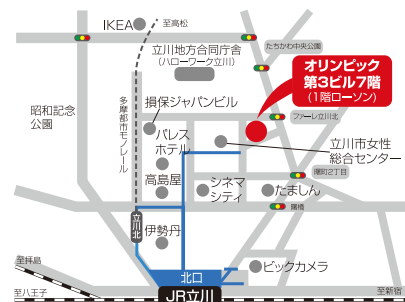 IKEA
至高松
立川地方合同庁舎
(ハローワーク立川)
たちかわ中央公園
オリンピック
第3ビル7階
(1階ローソン)
昭和記念
公園
多摩都市モノレール
損保ジャパンビル
ファーレ立川北
パレス
ホテル
立川市女性
総合センター
高島屋
シネマ
シティ
曙町2丁目
たましん
立川北
曙橋
伊勢丹
至拝島
北口
ビックカメラ
至八王子
JR立川
至新宿